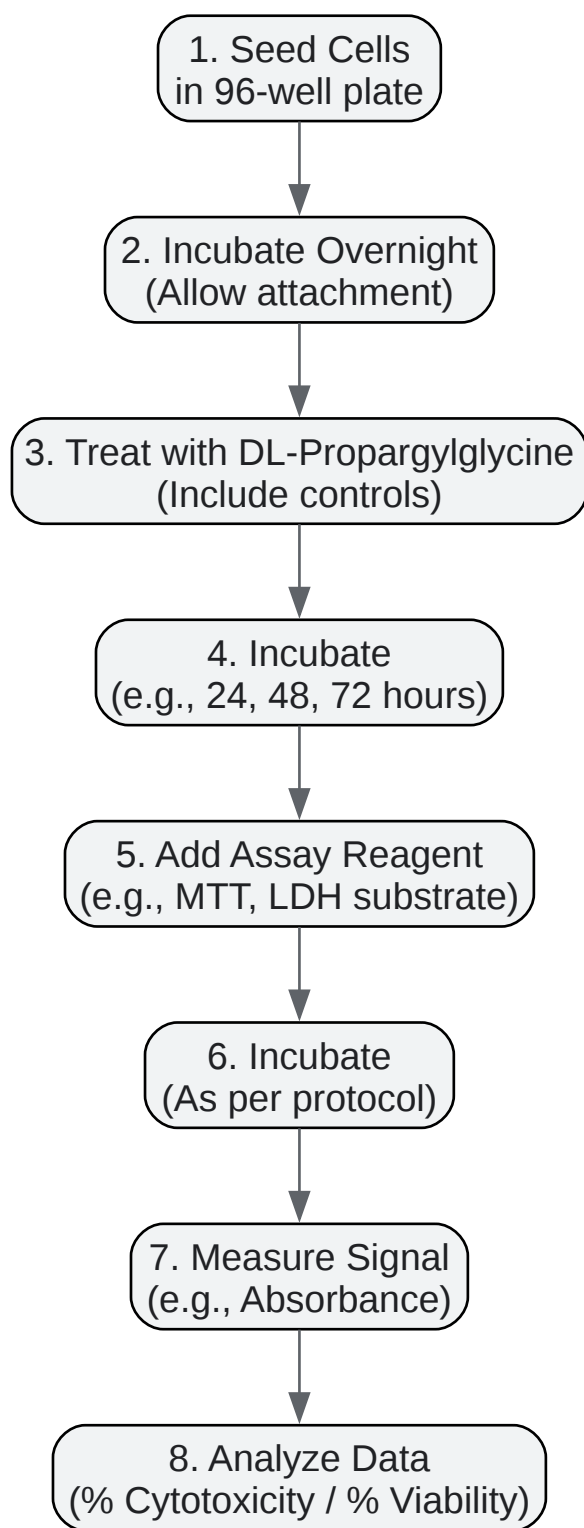 1. Seed Cells
in 96-well plate
2. Incubate Overnight
(Allow attachment)
3. Treat with DL-Propargylglycine
(Include controls)
4. Incubate
(e.g., 24, 48, 72 hours)
5. Add Assay Reagent
(e.g., MTT, LDH substrate)
6. Incubate
(As per protocol)
7. Measure Signal
(e.g., Absorbance)
8. Analyze Data
(% Cytotoxicity / % Viability)